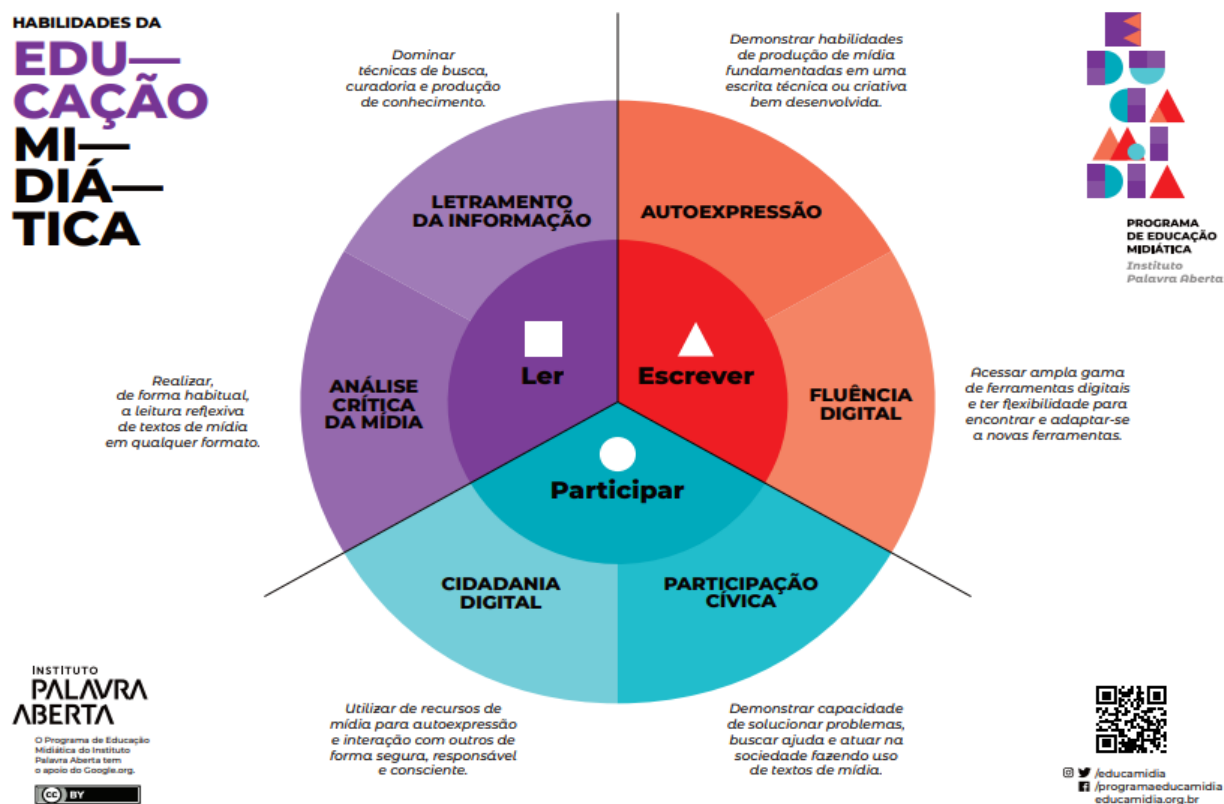 HABILIDADES DA
EDU—
CAÇÃO
MI—
DIÁ—
TICA
Dominar
técnicas de busca,
curadoria e produção
de conhecimento.
Demonstrar habilidades
de produção de mídia
fundamentadas em uma
escrita técnica ou criativa
bem desenvolvida.
EDUCAMÍDIA
PROGRAMA
DE EDUCAÇÃO
MIDIÁTICA
Instituto
Palavra Aberta
LETRAMENTO
DA INFORMAÇÃO
AUTOEXPRESSÃO
Ler
Escrever
Realizar,
de forma habitual,
a leitura reflexiva
de textos de mídia
em qualquer formato.
ANÁLISE
CRÍTICA
DA MÍDIA
FLUÊNCIA
DIGITAL
Acessar ampla gama
de ferramentas digitais
e ter flexibilidade para
encontrar e adaptar-se
a novas ferramentas.
Participar
CIDADANIA
DIGITAL
PARTICIPAÇÃO
CÍVICA
Utilizar de recursos de
mídia para autoexpressão
e interação com outros de
forma segura, responsável
e consciente.
Demonstrar capacidade
de solucionar problemas,
buscar ajuda e atuar na
sociedade fazendo uso
de textos de mídia.
INSTITUTO
PALAVRA
ABERTA
O Programa de Educação
Midiática do Instituto
Palavra Aberta tem
o apoio do Google.org.
cc BY
/educamidia
/programaeducamidia
educamidia.org.br